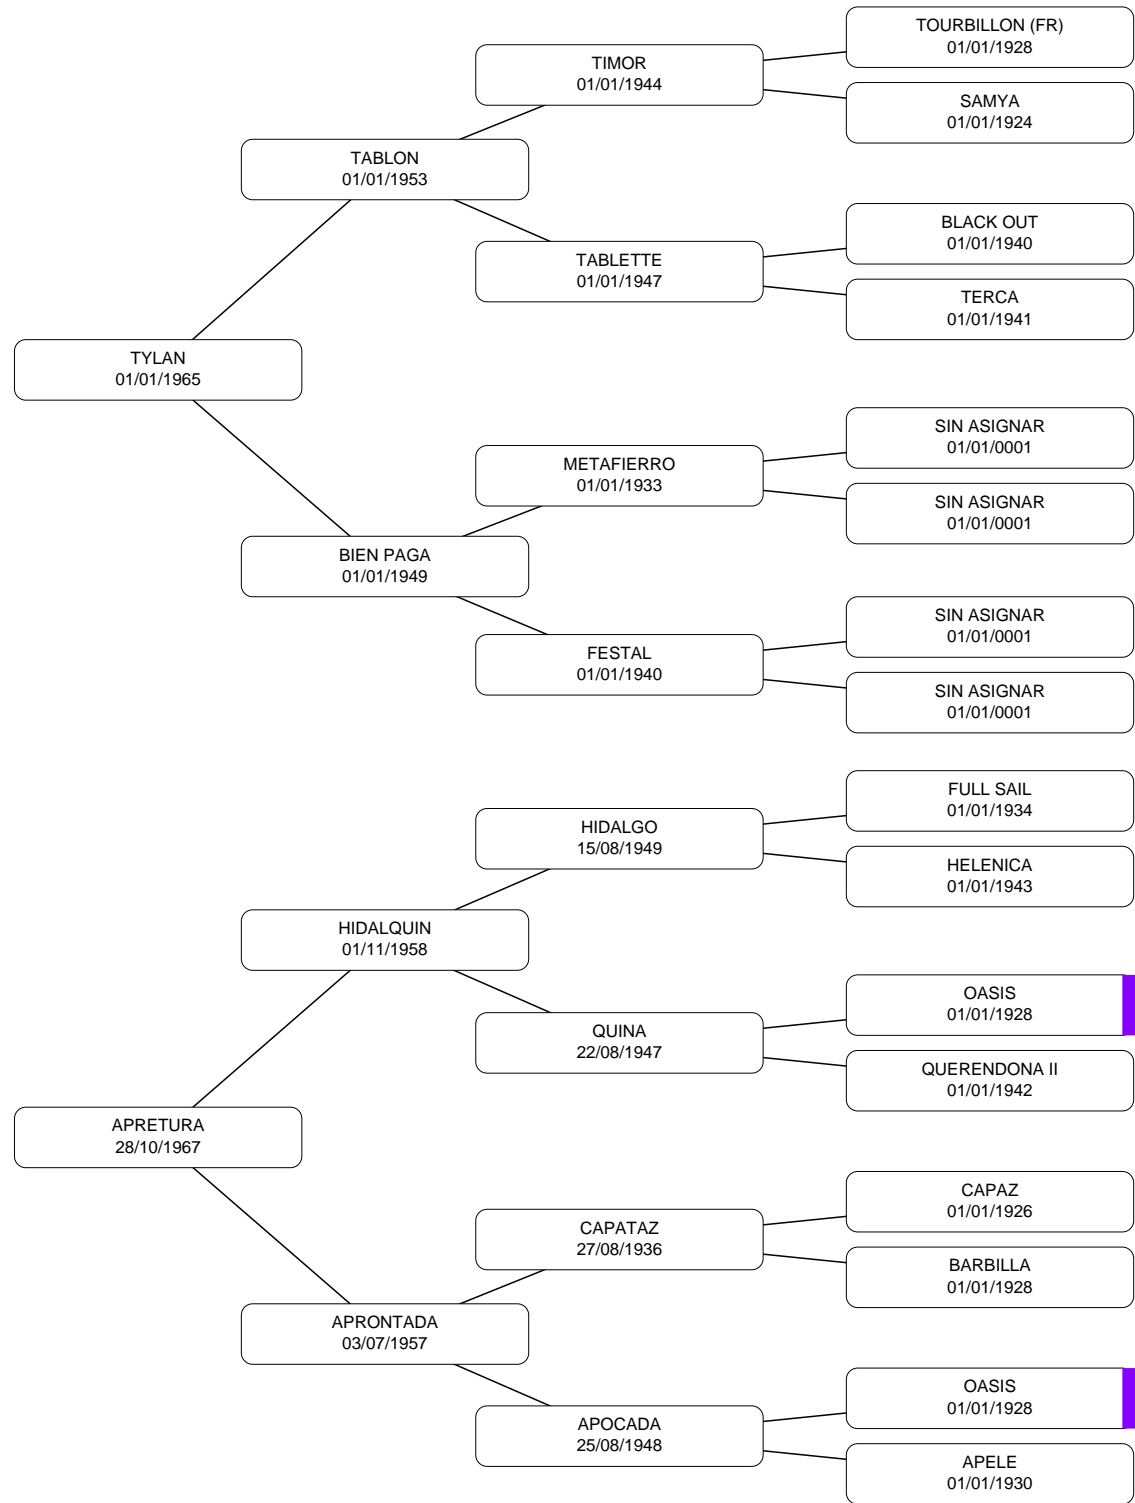 TOURBILLON (FR)
01/01/1928
TIMOR
01/01/1944
SAMYA
01/01/1924
TABLON
01/01/1953
BLACK OUT
01/01/1940
TABLETTE
01/01/1947
TERCA
01/01/1941
TYLAN
01/01/1965
SIN ASIGNAR
01/01/0001
METAFIERRO
01/01/1933
SIN ASIGNAR
01/01/0001
BIEN PAGA
01/01/1949
SIN ASIGNAR
01/01/0001
FESTAL
01/01/1940
SIN ASIGNAR
01/01/0001
FULL SAIL
01/01/1934
HIDALGO
15/08/1949
HELENICA
01/01/1943
HIDALQUIN
01/11/1958
OASIS
01/01/1928
QUINA
22/08/1947
QUERENDONA II
01/01/1942
APRETURA
28/10/1967
CAPAZ
01/01/1926
CAPATAZ
27/08/1936
BARBILLA
01/01/1928
APRONTADA
03/07/1957
OASIS
01/01/1928
APOCADA
25/08/1948
APELE
01/01/1930